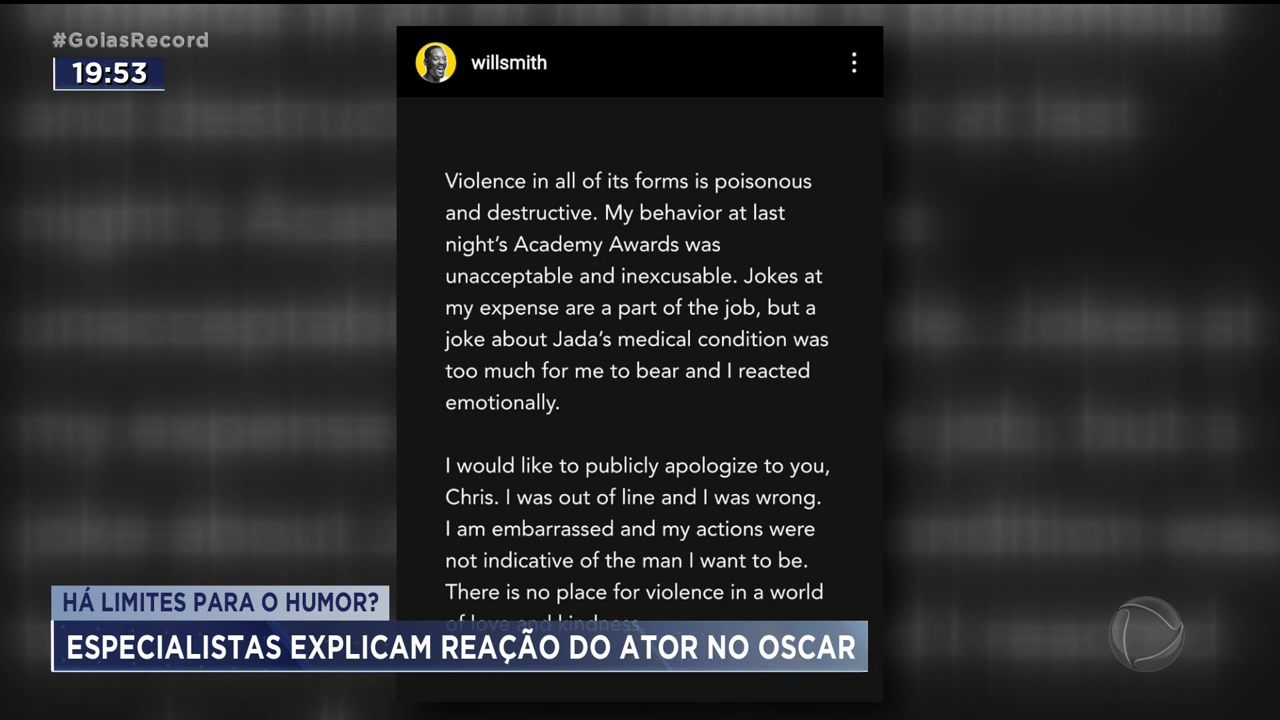 #GoiasRecord
19:53
willsmith
Violence in all of its forms is poisonous
and destructive. My behavior at last
night's Academy Awards was
unacceptable and inexcusable. Jokes at
my expense are a part of the job, but a
joke about Jada's medical condition was
too much for me to bear and I reacted
emotionally.
I would like to publicly apologize to you,
Chris. I was out of line and I was wrong.
I am embarrassed and my actions were
not indicative of the man I want to be.
There is no place for violence in a world
of love and kindness.
HÁ LIMITES PARA O HUMOR?
ESPECIALISTAS EXPLICAM REAÇÃO DO ATOR NO OSCAR